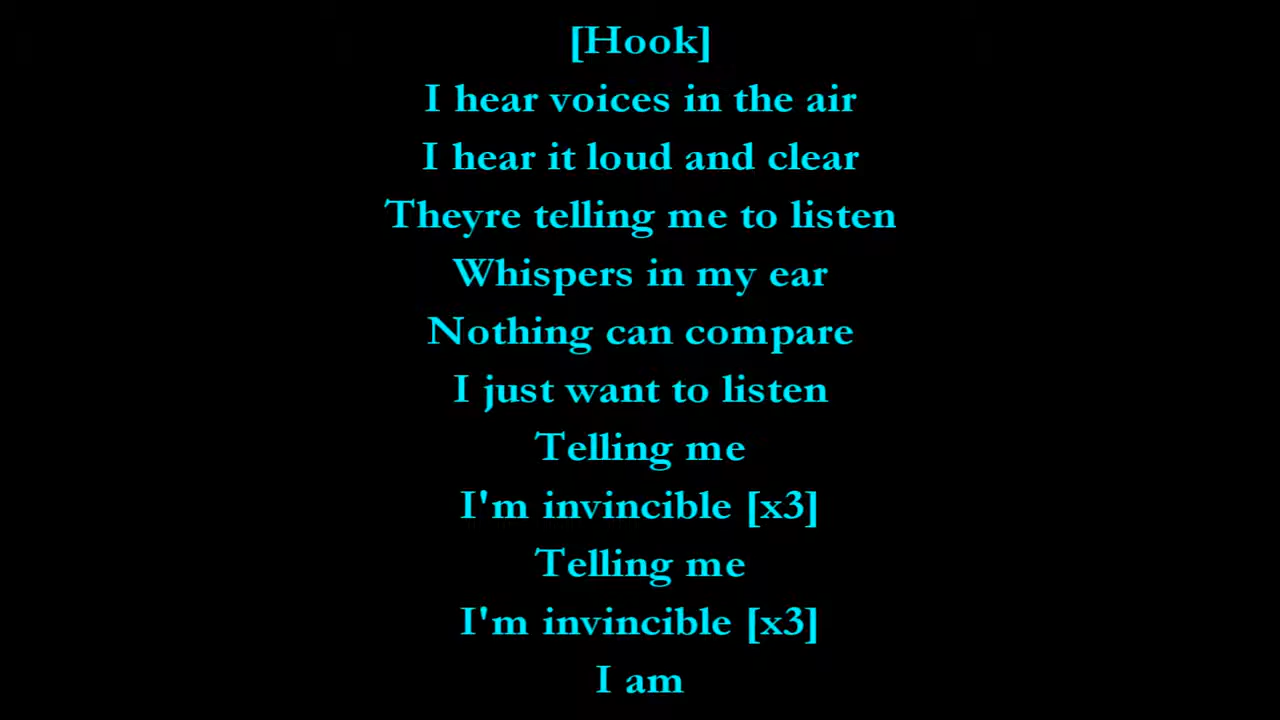 [Hook]
I hear voices in the air
I hear it loud and clear
Theyre telling me to listen
Whispers in my ear
Nothing can compare
I just want to listen
Telling me
I'm invincible [x3]
Telling me
I'm invincible [x3]
I am